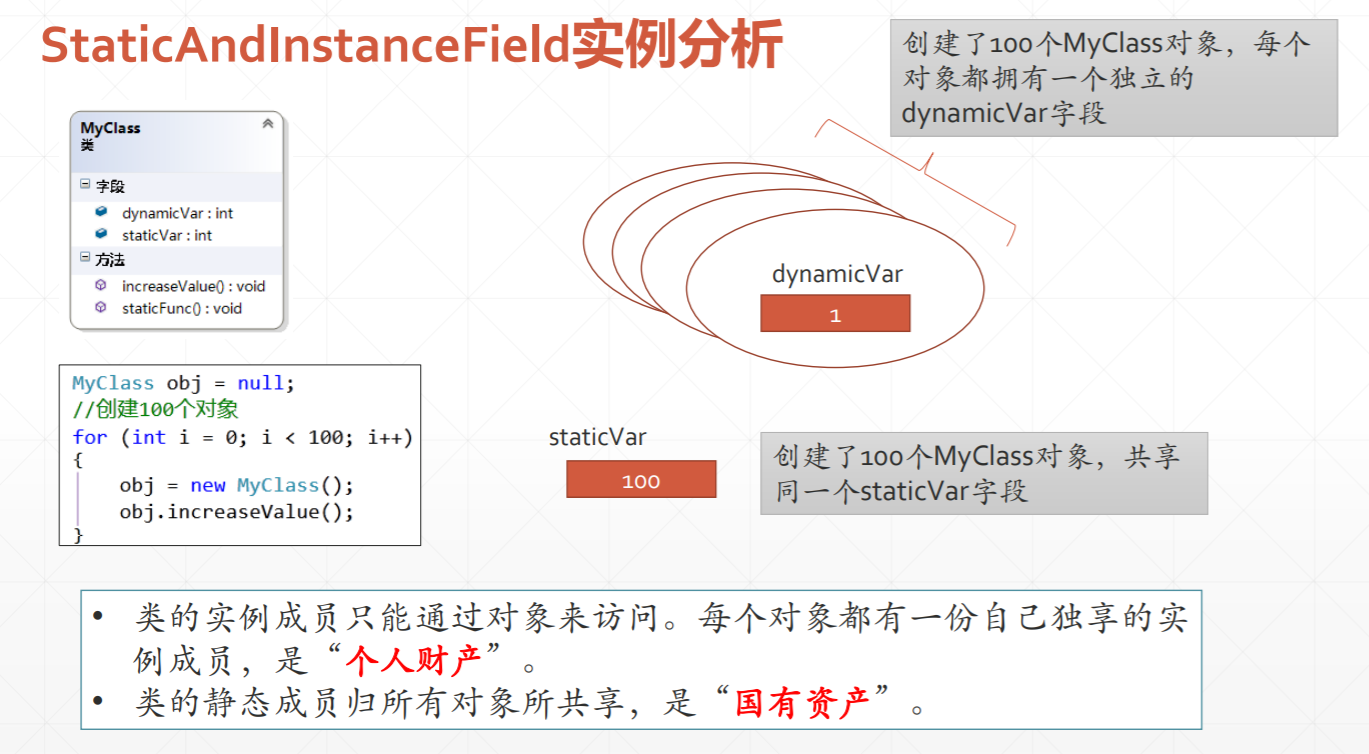 StaticAndInstanceField实例分析
创建了100个MyClass对象，每个
对象都拥有一个独立的
dynamicVar字段
MyClass
类
字段
dynamicVar : int
staticVar : int
方法
increaseValue() : void
staticFunc() : void
dynamicVar
1
MyClass obj = null;
//创建100个对象
for (int i = 0; i < 100; i++)
{
obj = new MyClass();
obj.increaseValue();
}
staticVar
100
创建了100个MyClass对象，共享
同一个staticVar字段
• 类的实例成员只能通过对象来访问。每个对象都有一份自己独享的实
例成员，是“个人财产”。
• 类的静态成员归所有对象所共享，是“国有资产”。